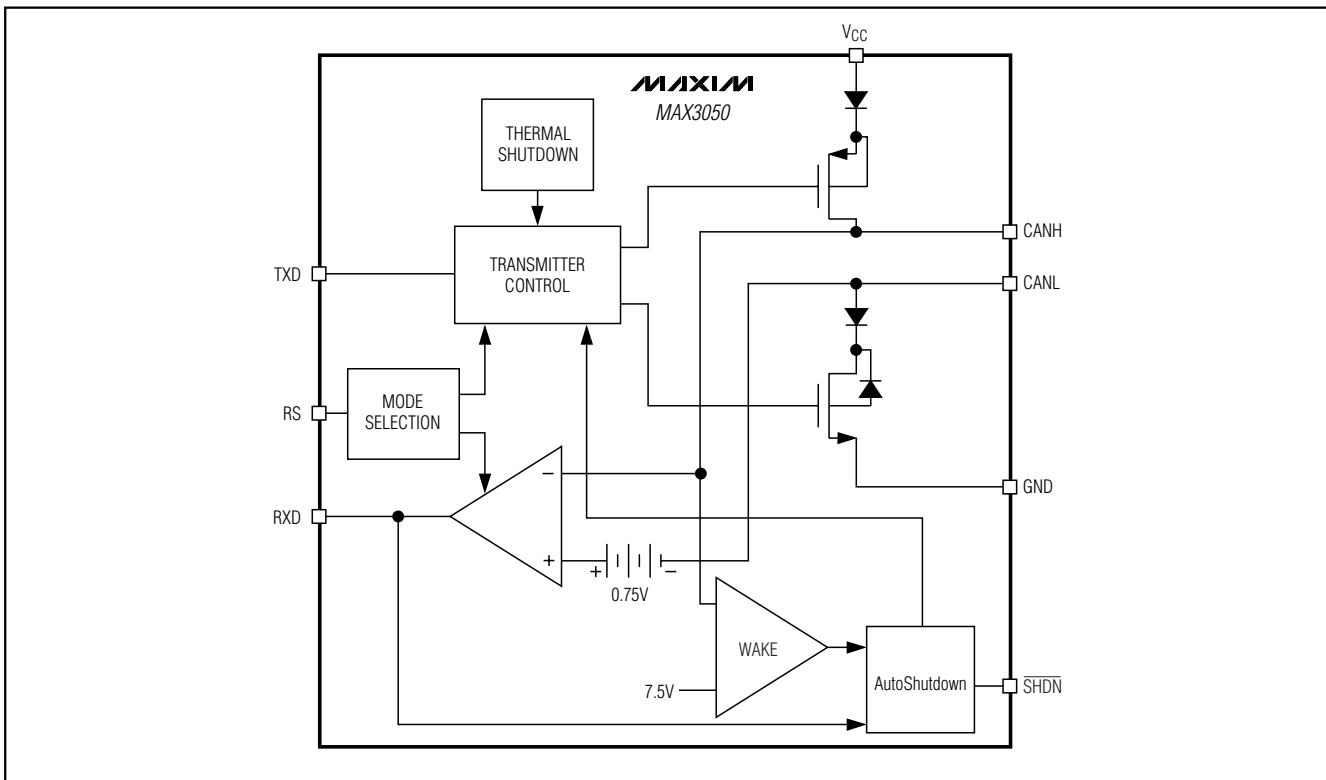 VCC
MAXIM
MAX3050
THERMAL
SHUTDOWN
CANH
TXD
TRANSMITTER
CONTROL
CANL
RS
MODE
SELECTION
−
GND
RXD
+
+
−
0.75V
WAKE
7.5V
AutoShutdown
SHDN